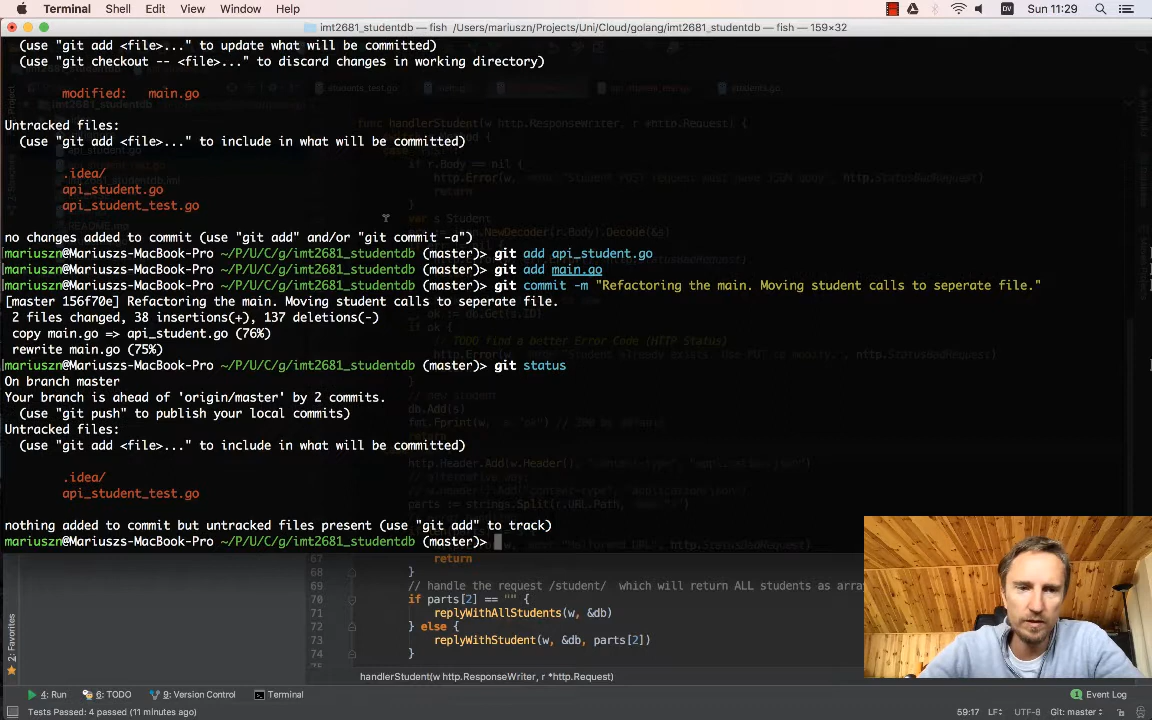 Terminal Shell Edit View Window Help DV Sun 11:29
imt2681_studentdb — fish /Users/mariuszn/Projects/Uni/Cloud/golang/imt2681_studentdb — fish — 159×32
(use "git add <file>..." to update what will be committed)
(use "git checkout -- <file>..." to discard changes in working directory)
modified: main.go
Untracked files:
(use "git add <file>..." to include in what will be committed)
.idea/
api_student.go
api_student_test.go
no changes added to commit (use "git add" and/or "git commit -a")
mariuszn@Mariuszs-MacBook-Pro ~/P/U/C/g/imt2681_studentdb (master)> git add api_student.go
mariuszn@Mariuszs-MacBook-Pro ~/P/U/C/g/imt2681_studentdb (master)> git add main.go
mariuszn@Mariuszs-MacBook-Pro ~/P/U/C/g/imt2681_studentdb (master)> git commit -m "Refactoring the main. Moving student calls to seperate file."
[master 156f70e] Refactoring the main. Moving student calls to seperate file.
2 files changed, 38 insertions(+), 137 deletions(-)
copy main.go => api_student.go (76%)
rewrite main.go (75%)
mariuszn@Mariuszs-MacBook-Pro ~/P/U/C/g/imt2681_studentdb (master)> git status
On branch master
Your branch is ahead of 'origin/master' by 2 commits.
(use "git push" to publish your local commits)
Untracked files:
(use "git add <file>..." to include in what will be committed)
.idea/
api_student_test.go
nothing added to commit but untracked files present (use "git add" to track)
mariuszn@Mariuszs-MacBook-Pro ~/P/U/C/g/imt2681_studentdb (master)>
67 return
68 }
69 // handle the request /student/ which will return ALL students as array
70 if parts[2] == "" {
71 replyWithAllStudents(w, &db)
72 } else {
73 replyWithStudent(w, &db, parts[2])
74 }
handlerStudent(w http.ResponseWriter, r *http.Request)
2: Favorites
4: Run 6: TODO 9: Version Control Terminal Event Log
Tests Passed: 4 passed (11 minutes ago) 59:17 LF÷ UTF-8 Git: master÷